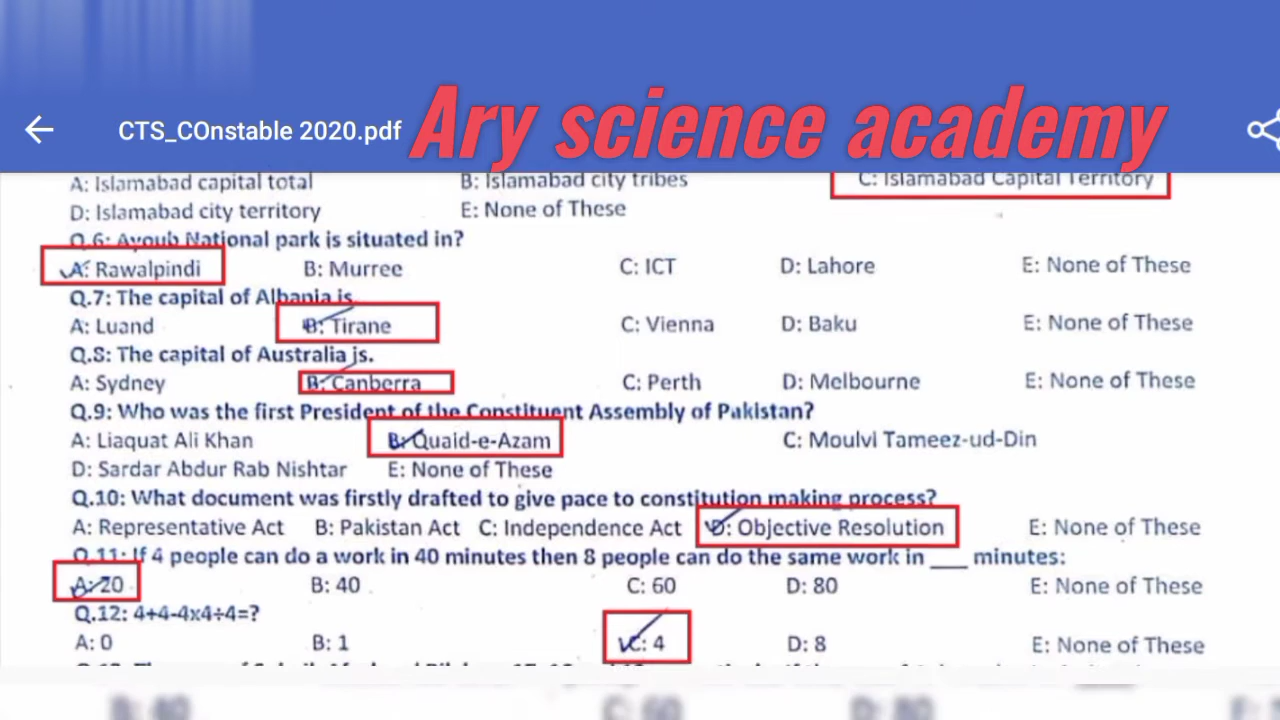 CTS_COnstable 2020.pdf
Ary science academy
A: Islamabad capital total B: Islamabad city tribes C: Islamabad Capital Territory
D: Islamabad city territory E: None of These
Q.6: Ayoub National park is situated in?
A: Rawalpindi B: Murree C: ICT D: Lahore E: None of These
Q.7: The capital of Albania is.
A: Luand B: Tirane C: Vienna D: Baku E: None of These
Q.8: The capital of Australia is.
A: Sydney B: Canberra C: Perth D: Melbourne E: None of These
Q.9: Who was the first President of the Constituent Assembly of Pakistan?
A: Liaquat Ali Khan B: Quaid-e-Azam C: Moulvi Tameez-ud-Din
D: Sardar Abdur Rab Nishtar E: None of These
Q.10: What document was firstly drafted to give pace to constitution making process?
A: Representative Act B: Pakistan Act C: Independence Act D: Objective Resolution E: None of These
Q.11: If 4 people can do a work in 40 minutes then 8 people can do the same work in ___ minutes:
A: 20 B: 40 C: 60 D: 80 E: None of These
Q.12: 4+4-4x4÷4=?
A: 0 B: 1 C: 4 D: 8 E: None of These
B: 40 C: 60 D: 80